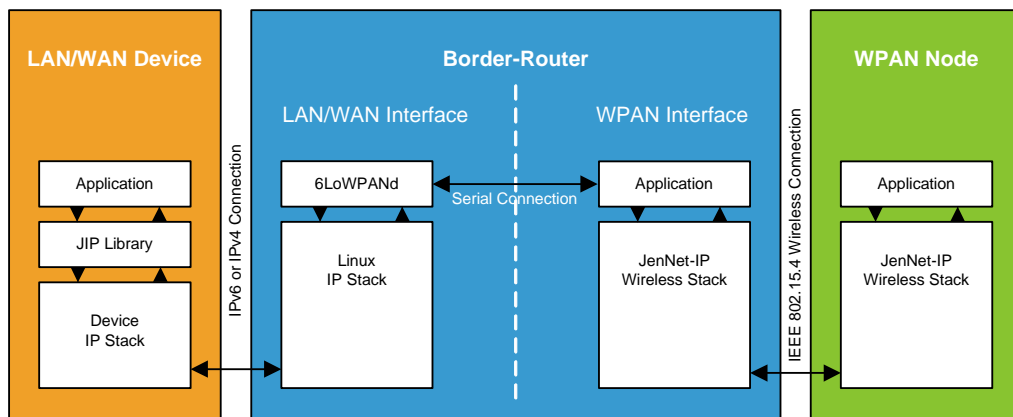 LAN/WAN Device
Application
JIP Library
Device
IP Stack
IPv6 or IPv4 Connection
Border-Router
LAN/WAN Interface
6LoWPANd
Linux
IP Stack
Serial Connection
WPAN Interface
Application
JenNet-IP
Wireless Stack
IEEE 802.15.4 Wireless Connection
WPAN Node
Application
JenNet-IP
Wireless Stack